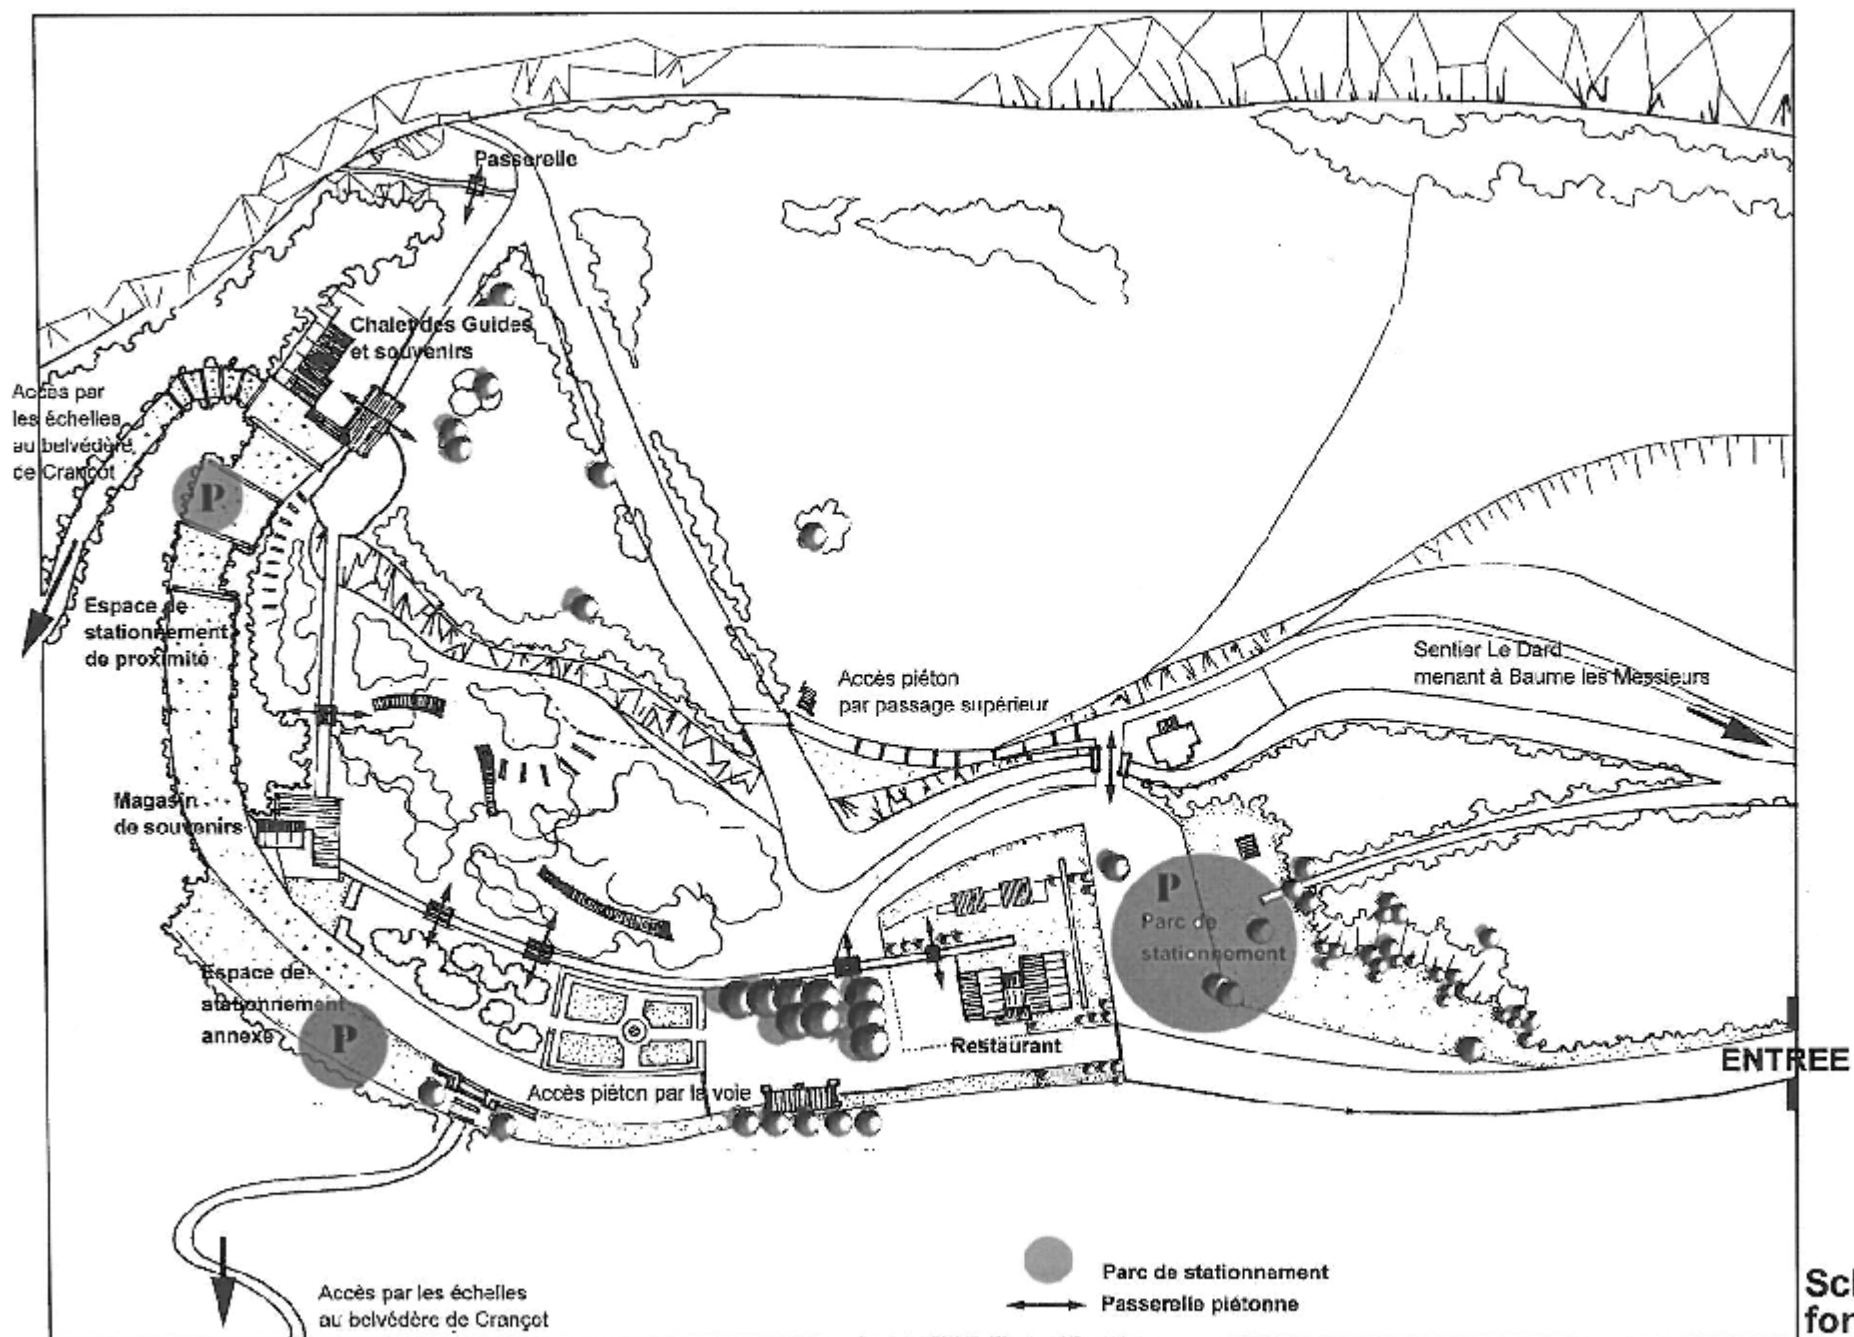 Passerelle
Chalet des Guides
et souvenirs
Accès par
les échelles
au belvédère
de Crançot
P
Espace de
stationnement
de proximité
Accès piéton
par passage supérieur
Sentier Le Dard
menant à Baume les Messieurs
Magasin
de souvenirs
P
Parc de
stationnement
Espace de
stationnement
annexe
P
Restaurant
ENTREE
Accès piéton par la voie
Accès par les échelles
au belvédère de Crançot
Parc de stationnement
Passerelle piétonne
Scl
for